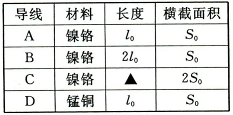 导线 材料 长度 横截面积
A 镍铬 l₀ S₀
B 镍铬 2l₀ S₀
C 镍铬 ▲ 2S₀
D 锰铜 l₀ S₀